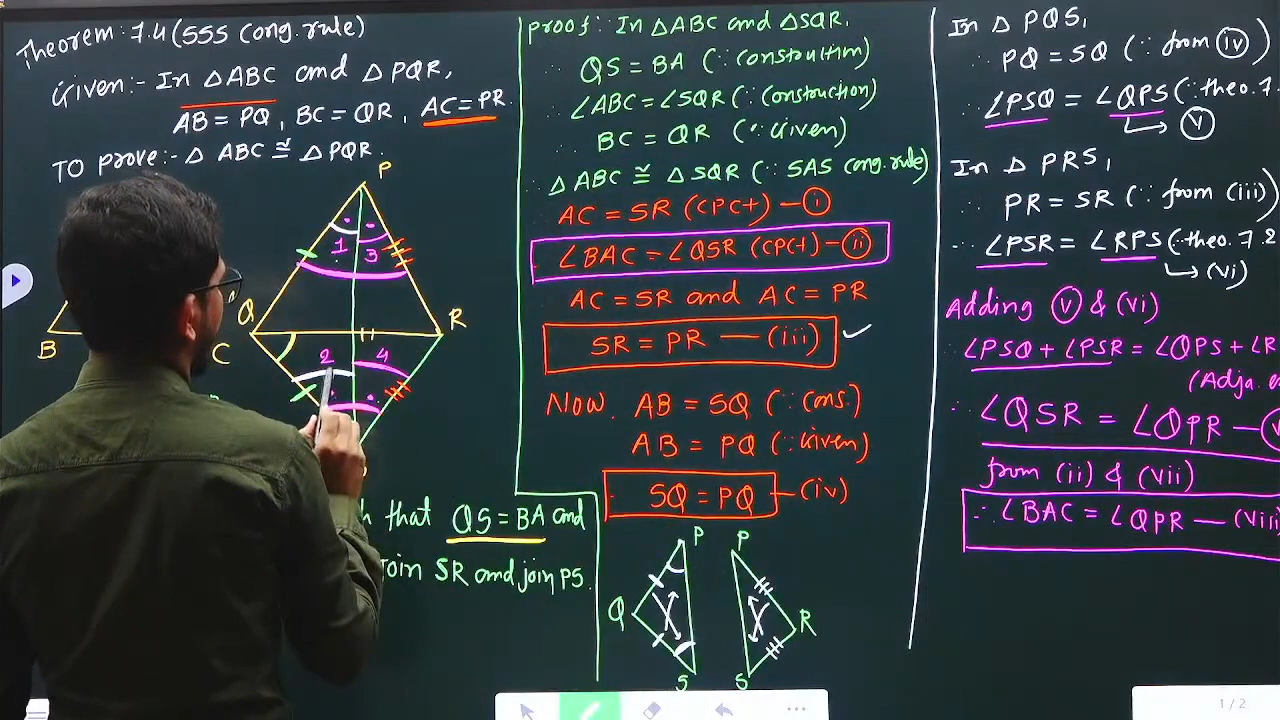 Theorem:7.4 (SSS cong. rule)
Given:- In △ABC and △PQR,
AB = PQ, BC = QR, AC = PR
TO prove:- △ ABC ≅ △PQR.
P
1
3
Q
R
B
C
2
4
that QS = BA and
join SR and join PS.
proof:- In △ABC and △SQR,
∴ QS = BA (∵ construction)
∠ABC = ∠SQR (∵ construction)
BC = QR (∵ Given)
∴ △ABC ≅ △SQR (∵ SAS cong. rule)
AC = SR (CPCt) — (i)
∠BAC = ∠QSR (CPCt) — (ii)
AC = SR and AC = PR
SR = PR — (iii)
Now, AB = SQ (∵ cons.)
AB = PQ (∵ Given)
SQ = PQ — (iv)
P P
Q R
S S
In △ PQS,
∴ PQ = SQ (∵ from (iv))
∴ ∠PSQ = ∠QPS (∵ theo. 7.
(v)
In △ PRS,
∴ PR = SR (∵ from (iii))
∴ ∠PSR = ∠RPS (∵ theo. 7.2
(vi)
Adding (v) & (vi)
∠PSQ + ∠PSR = ∠QPS + ∠R
(Adja.
∴ ∠QSR = ∠QPR —
from (ii) & (vii)
∴ ∠BAC = ∠QPR — (viii)
1 / 2